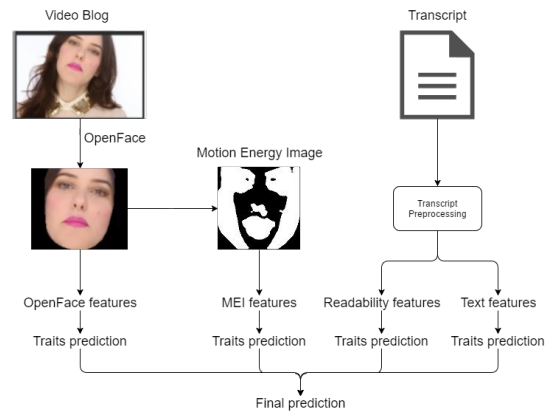 Video Blog
Transcript
OpenFace
Motion Energy Image
Transcript
Preprocessing
OpenFace features
MEI features
Readability features
Text features
Traits prediction
Traits prediction
Traits prediction
Traits prediction
Final prediction